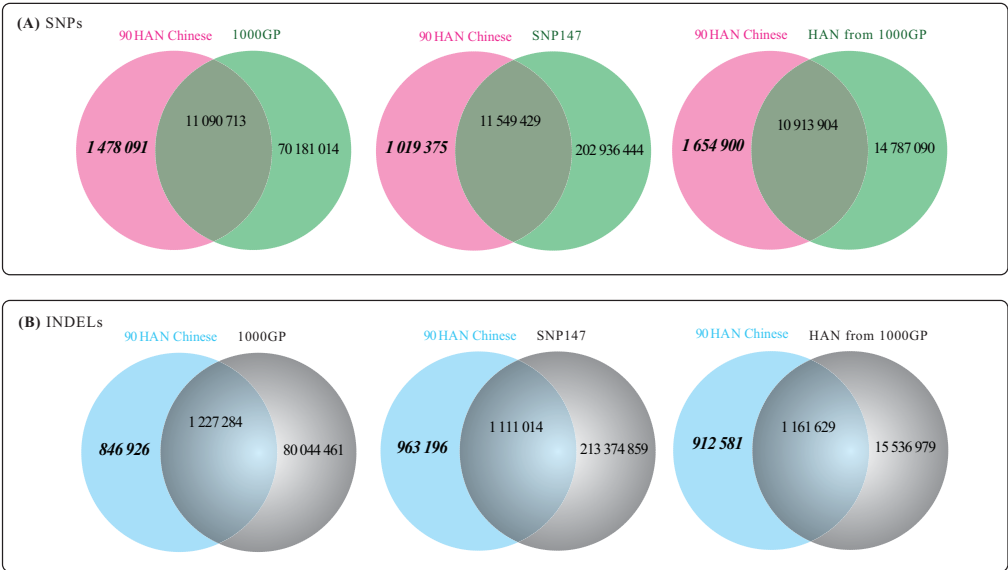 (A) SNPs
90 HAN Chinese 1000GP
1 478 091 11 090 713 70 181 014
90 HAN Chinese SNP147
1 019 375 11 549 429 202 936 444
90 HAN Chinese HAN from 1000GP
1 654 900 10 913 904 14 787 090
(B) INDELs
90 HAN Chinese 1000GP
846 926 1 227 284 80 044 461
90 HAN Chinese SNP147
963 196 1 111 014 213 374 859
90 HAN Chinese HAN from 1000GP
912 581 1 161 629 15 536 979